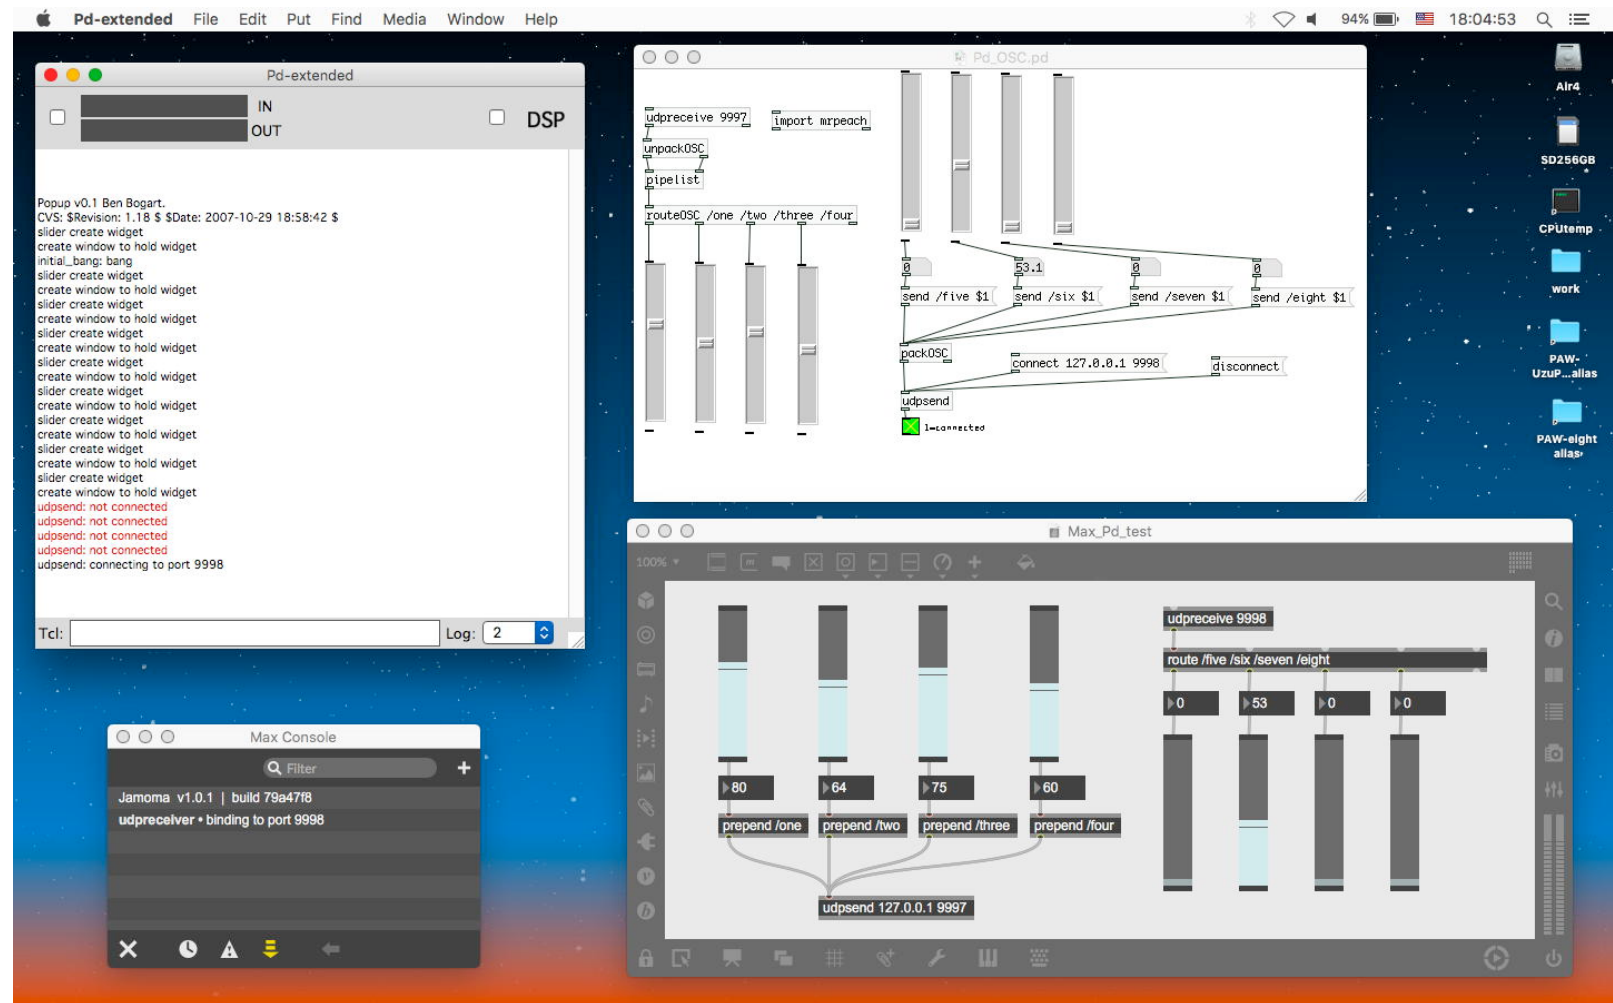 Pd-extended File Edit Put Find Media Window Help
94% 18:04:53
Pd-extended
IN
OUT
DSP
Popup v0.1 Ben Bogart.
CVS: $Revision: 1.18 $ $Date: 2007-10-29 18:58:42 $
slider create widget
create window to hold widget
initial_bang: bang
slider create widget
create window to hold widget
slider create widget
create window to hold widget
slider create widget
create window to hold widget
slider create widget
create window to hold widget
slider create widget
create window to hold widget
slider create widget
create window to hold widget
slider create widget
create window to hold widget
slider create widget
create window to hold widget
udpsend: not connected
udpsend: not connected
udpsend: not connected
udpsend: not connected
udpsend: connecting to port 9998
Tcl:
Log: 2
Pd_OSC.pd
udpreceive 9997
import mrpeach
unpackOSC
pipelist
routeOSC /one /two /three /four
0
53.1
0
0
send /five $1
send /six $1
send /seven $1
send /eight $1
packOSC
connect 127.0.0.1 9998
disconnect
udpsend
1=connected
Air4
SD256GB
CPUtemp
work
PAW-
UzuP...alias
PAW-eight
alias
Max Console
Filter
Jamoma v1.0.1 | build 79a47f8
udpreceiver • binding to port 9998
Max_Pd_test
100%
80
64
75
60
prepend /one
prepend /two
prepend /three
prepend /four
udpsend 127.0.0.1 9997
udpreceive 9998
route /five /six /seven /eight
0
53
0
0